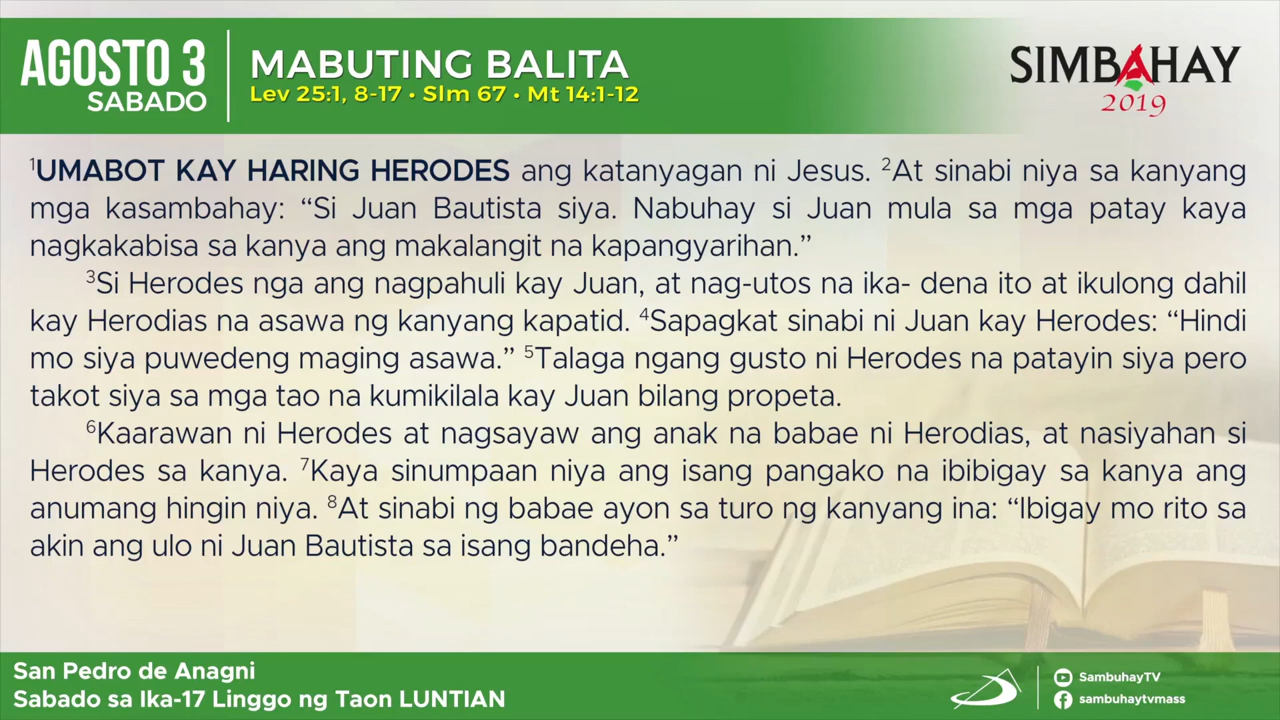 AGOSTO 3
SABADO
MABUTING BALITA
Lev 25:1, 8-17 • Slm 67 • Mt 14:1-12
SIMBAHAY
2019
¹UMABOT KAY HARING HERODES ang katanyagan ni Jesus. ²At sinabi niya sa kanyang
mga kasambahay: “Si Juan Bautista siya. Nabuhay si Juan mula sa mga patay kaya
nagkakabisa sa kanya ang makalangit na kapangyarihan.”
³Si Herodes nga ang nagpahuli kay Juan, at nag-utos na ika- dena ito at ikulong dahil
kay Herodias na asawa ng kanyang kapatid. ⁴Sapagkat sinabi ni Juan kay Herodes: “Hindi
mo siya puwedeng maging asawa.” ⁵Talaga ngang gusto ni Herodes na patayin siya pero
takot siya sa mga tao na kumikilala kay Juan bilang propeta.
⁶Kaarawan ni Herodes at nagsayaw ang anak na babae ni Herodias, at nasiyahan si
Herodes sa kanya. ⁷Kaya sinumpaan niya ang isang pangako na ibibigay sa kanya ang
anumang hingin niya. ⁸At sinabi ng babae ayon sa turo ng kanyang ina: “Ibigay mo rito sa
akin ang ulo ni Juan Bautista sa isang bandeha.”
San Pedro de Anagni
Sabado sa Ika-17 Linggo ng Taon LUNTIAN
SambuhayTV
sambuhaytvmass